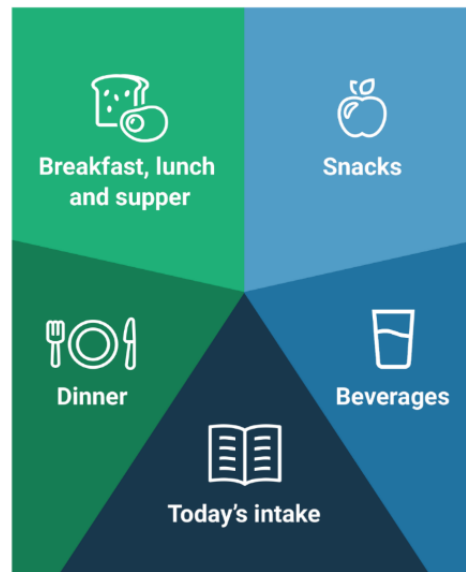 Breakfast, lunch
and supper
Snacks
Dinner
Beverages
Today's intake